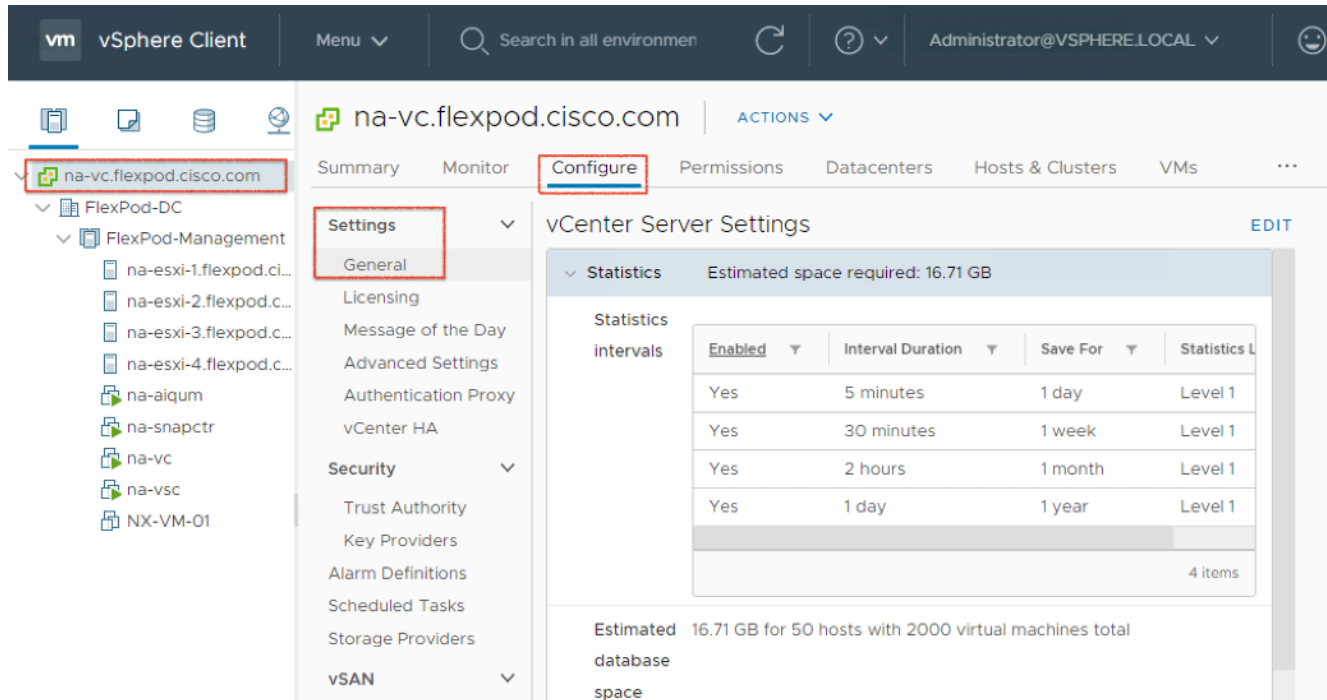 vm vSphere Client Menu Search in all environmen Administrator@VSPHERE.LOCAL
na-vc.flexpod.cisco.com ACTIONS
Summary Monitor Configure Permissions Datacenters Hosts & Clusters VMs ...
na-vc.flexpod.cisco.com
FlexPod-DC
FlexPod-Management
na-esxi-1.flexpod.ci...
na-esxi-2.flexpod.c...
na-esxi-3.flexpod.c...
na-esxi-4.flexpod.c...
na-aiqum
na-snapctr
na-vc
na-vsc
NX-VM-01
Settings
General
Licensing
Message of the Day
Advanced Settings
Authentication Proxy
vCenter HA
Security
Trust Authority
Key Providers
Alarm Definitions
Scheduled Tasks
Storage Providers
vSAN
vCenter Server Settings EDIT
Statistics Estimated space required: 16.71 GB
Statistics
intervals
Enabled Interval Duration Save For Statistics L
Yes 5 minutes 1 day Level 1
Yes 30 minutes 1 week Level 1
Yes 2 hours 1 month Level 1
Yes 1 day 1 year Level 1
4 items
Estimated 16.71 GB for 50 hosts with 2000 virtual machines total
database
space